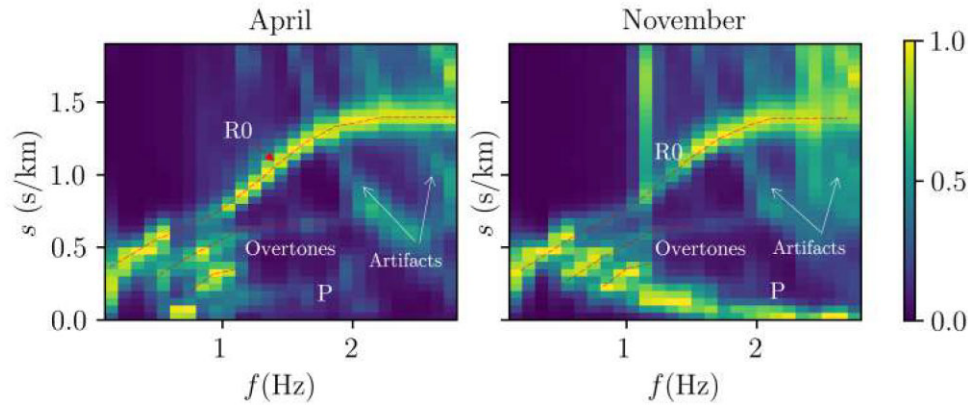 April
November
s (s/km)
1.5
1.0
0.5
0.0
R0
Overtones
Artifacts
P
1
2
f(Hz)
s (s/km)
R0
Overtones
Artifacts
P
1
2
f(Hz)
1.0
0.5
0.0